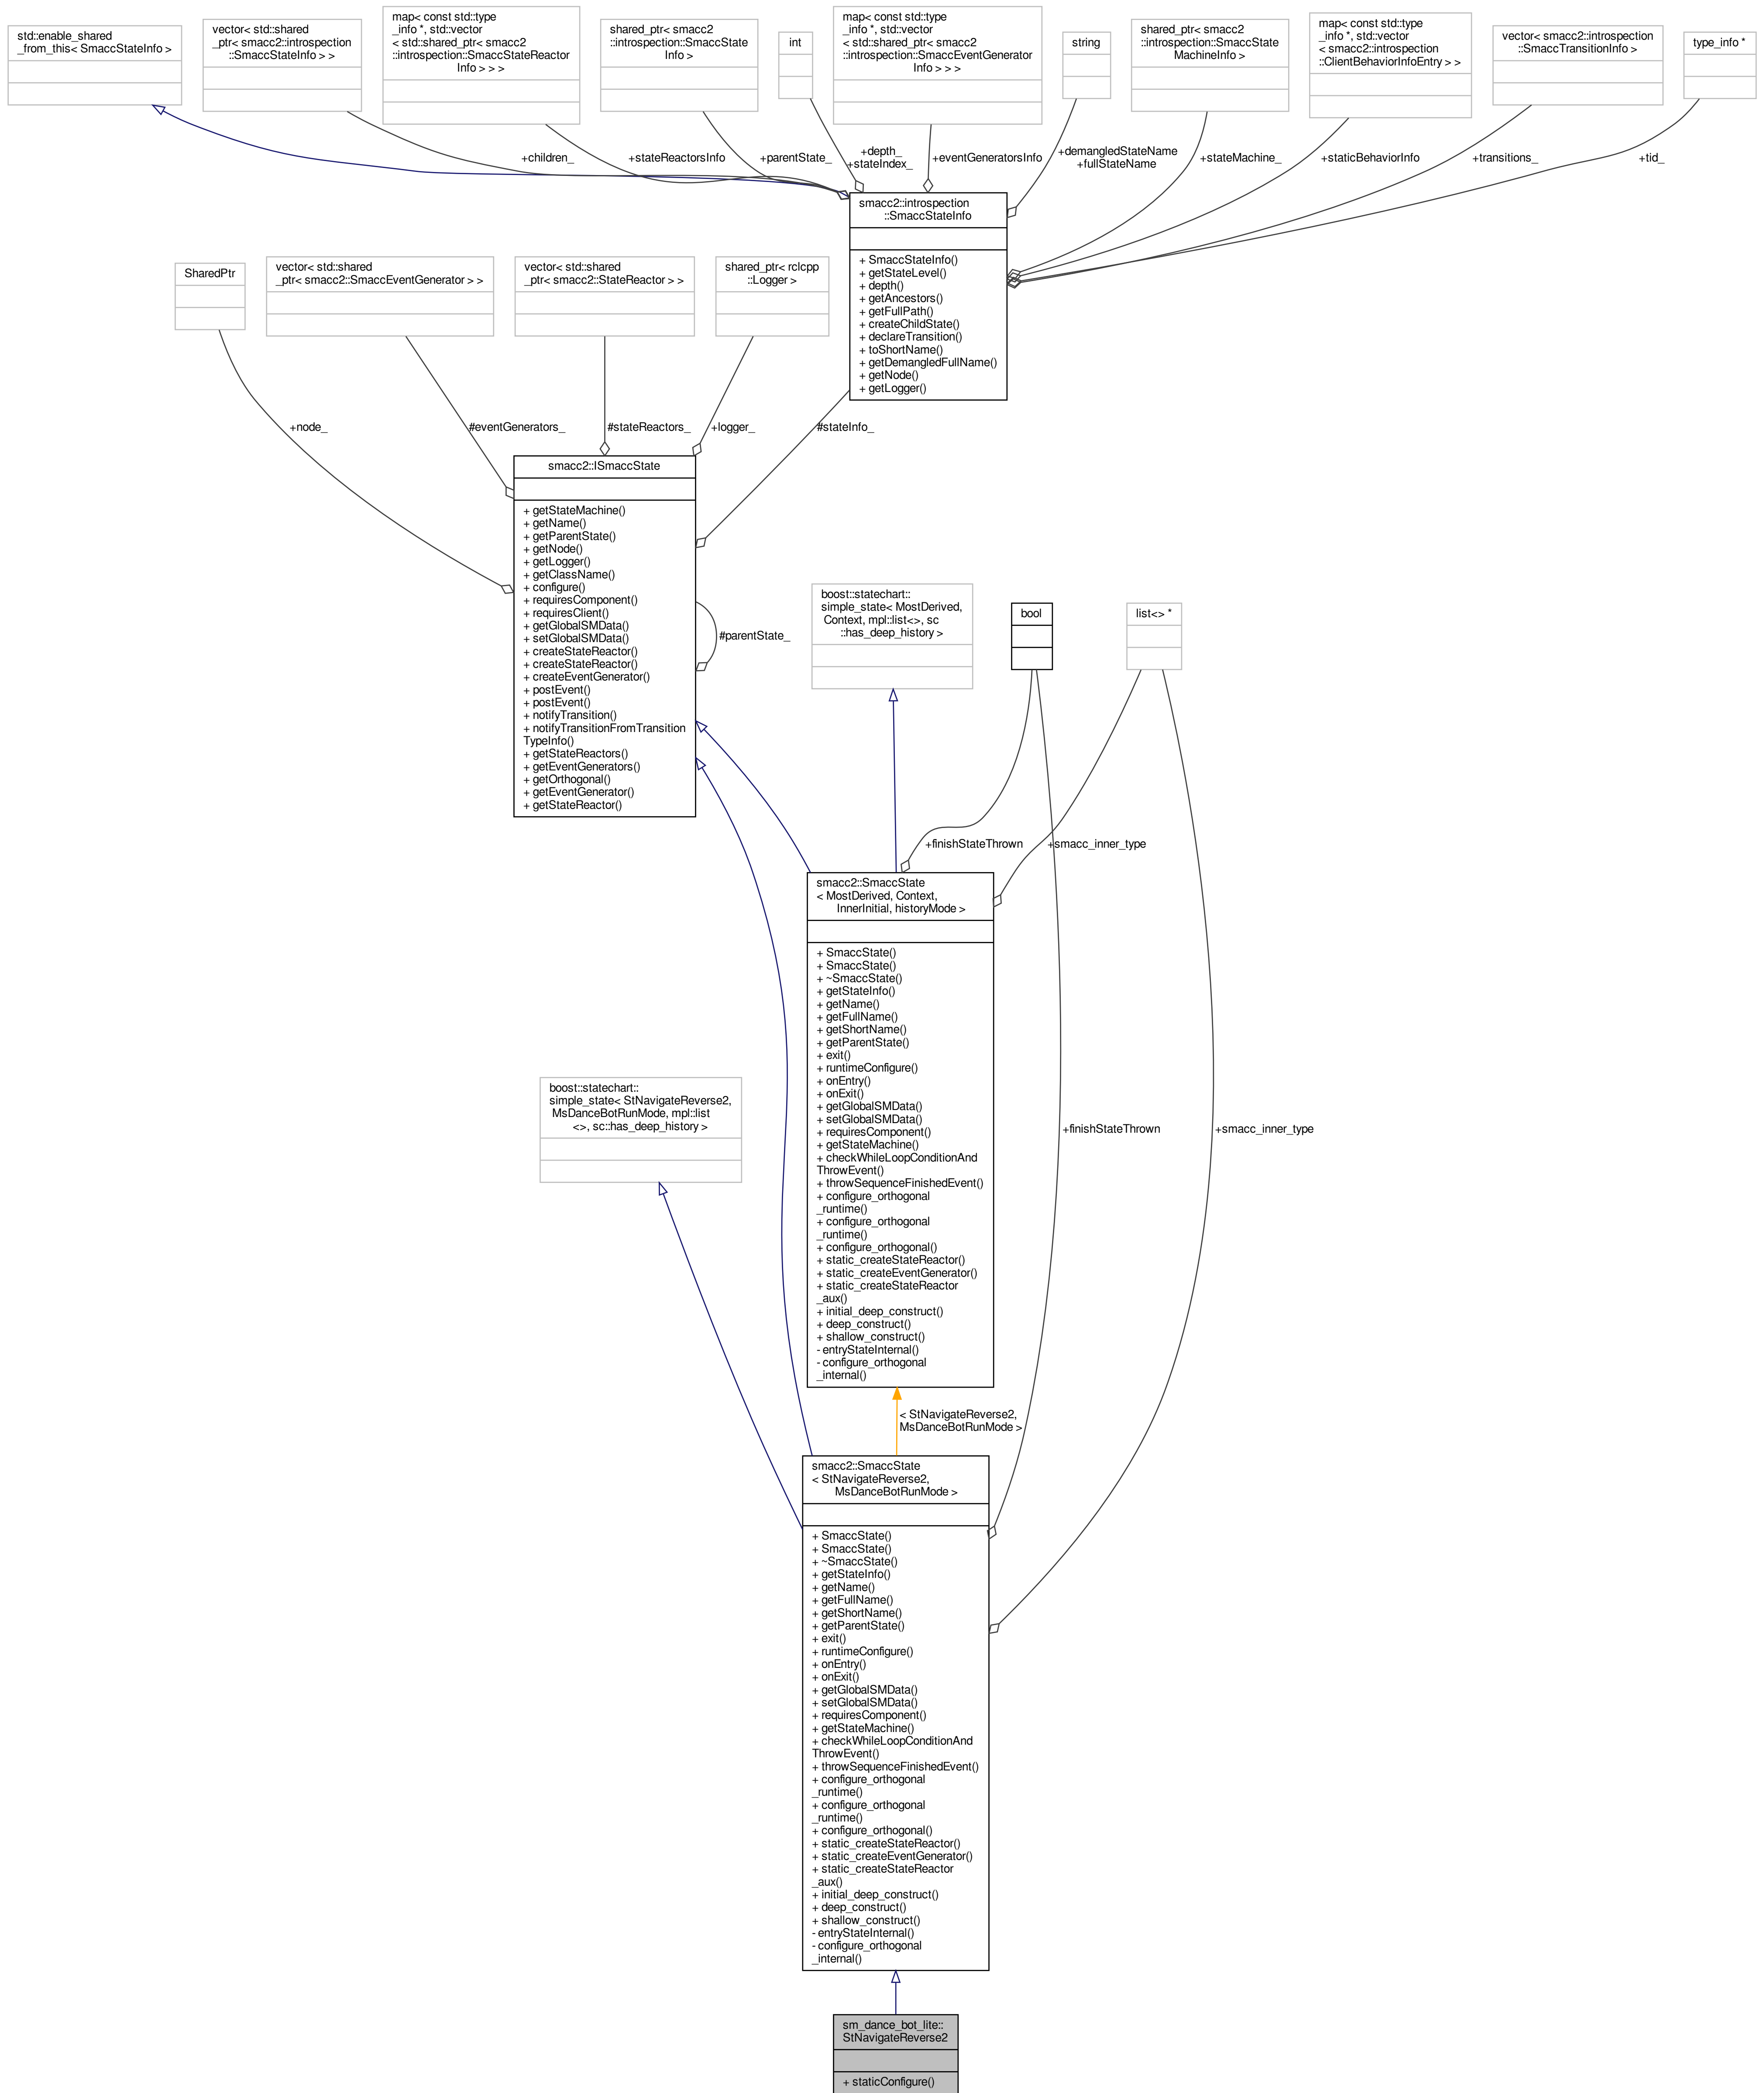 std::enable_shared
_from_this< SmaccStateInfo >
vector< std::shared
_ptr< smacc2::introspection
::SmaccStateInfo > >
map< const std::type
_info *, std::vector
< std::shared_ptr< smacc2
::introspection::SmaccStateReactor
Info > > >
shared_ptr< smacc2
::introspection::SmaccState
Info >
int
map< const std::type
_info *, std::vector
< std::shared_ptr< smacc2
::introspection::SmaccEventGenerator
Info > > >
string
shared_ptr< smacc2
::introspection::SmaccState
MachineInfo >
map< const std::type
_info *, std::vector
< smacc2::introspection
::ClientBehaviorInfoEntry > >
vector< smacc2::introspection
::SmaccTransitionInfo >
type_info *
+children_
+stateReactorsInfo
+parentState_
+depth_
+stateIndex_
+eventGeneratorsInfo
+demangledStateName
+fullStateName
+stateMachine_
+staticBehaviorInfo
+transitions_
+tid_
smacc2::introspection
::SmaccStateInfo
+ SmaccStateInfo()
+ getStateLevel()
+ depth()
+ getAncestors()
+ getFullPath()
+ createChildState()
+ declareTransition()
+ toShortName()
+ getDemangledFullName()
+ getNode()
+ getLogger()
SharedPtr
vector< std::shared
_ptr< smacc2::SmaccEventGenerator > >
vector< std::shared
_ptr< smacc2::StateReactor > >
shared_ptr< rclcpp
::Logger >
+node_
#eventGenerators_
#stateReactors_
+logger_
#stateInfo_
smacc2::ISmaccState
+ getStateMachine()
+ getName()
+ getParentState()
+ getNode()
+ getLogger()
+ getClassName()
+ configure()
+ requiresComponent()
+ requiresClient()
+ getGlobalSMData()
+ setGlobalSMData()
+ createStateReactor()
+ createStateReactor()
+ createEventGenerator()
+ postEvent()
+ postEvent()
+ notifyTransition()
+ notifyTransitionFromTransition
TypeInfo()
+ getStateReactors()
+ getEventGenerators()
+ getOrthogonal()
+ getEventGenerator()
+ getStateReactor()
#parentState_
boost::statechart::
simple_state< MostDerived,
Context, mpl::list<>, sc
::has_deep_history >
bool
list<> *
+finishStateThrown
+smacc_inner_type
smacc2::SmaccState
< MostDerived, Context,
InnerInitial, historyMode >
+ SmaccState()
+ SmaccState()
+ ~SmaccState()
+ getStateInfo()
+ getName()
+ getFullName()
+ getShortName()
+ getParentState()
+ exit()
+ runtimeConfigure()
+ onEntry()
+ onExit()
+ getGlobalSMData()
+ setGlobalSMData()
+ requiresComponent()
+ getStateMachine()
+ checkWhileLoopConditionAnd
ThrowEvent()
+ throwSequenceFinishedEvent()
+ configure_orthogonal
_runtime()
+ configure_orthogonal
_runtime()
+ configure_orthogonal()
+ static_createStateReactor()
+ static_createEventGenerator()
+ static_createStateReactor
_aux()
+ initial_deep_construct()
+ deep_construct()
+ shallow_construct()
- entryStateInternal()
- configure_orthogonal
_internal()
boost::statechart::
simple_state< StNavigateReverse2,
MsDanceBotRunMode, mpl::list
<>, sc::has_deep_history >
+finishStateThrown
+smacc_inner_type
< StNavigateReverse2,
MsDanceBotRunMode >
smacc2::SmaccState
< StNavigateReverse2,
MsDanceBotRunMode >
+ SmaccState()
+ SmaccState()
+ ~SmaccState()
+ getStateInfo()
+ getName()
+ getFullName()
+ getShortName()
+ getParentState()
+ exit()
+ runtimeConfigure()
+ onEntry()
+ onExit()
+ getGlobalSMData()
+ setGlobalSMData()
+ requiresComponent()
+ getStateMachine()
+ checkWhileLoopConditionAnd
ThrowEvent()
+ throwSequenceFinishedEvent()
+ configure_orthogonal
_runtime()
+ configure_orthogonal
_runtime()
+ configure_orthogonal()
+ static_createStateReactor()
+ static_createEventGenerator()
+ static_createStateReactor
_aux()
+ initial_deep_construct()
+ deep_construct()
+ shallow_construct()
- entryStateInternal()
- configure_orthogonal
_internal()
sm_dance_bot_lite::
StNavigateReverse2
+ staticConfigure()